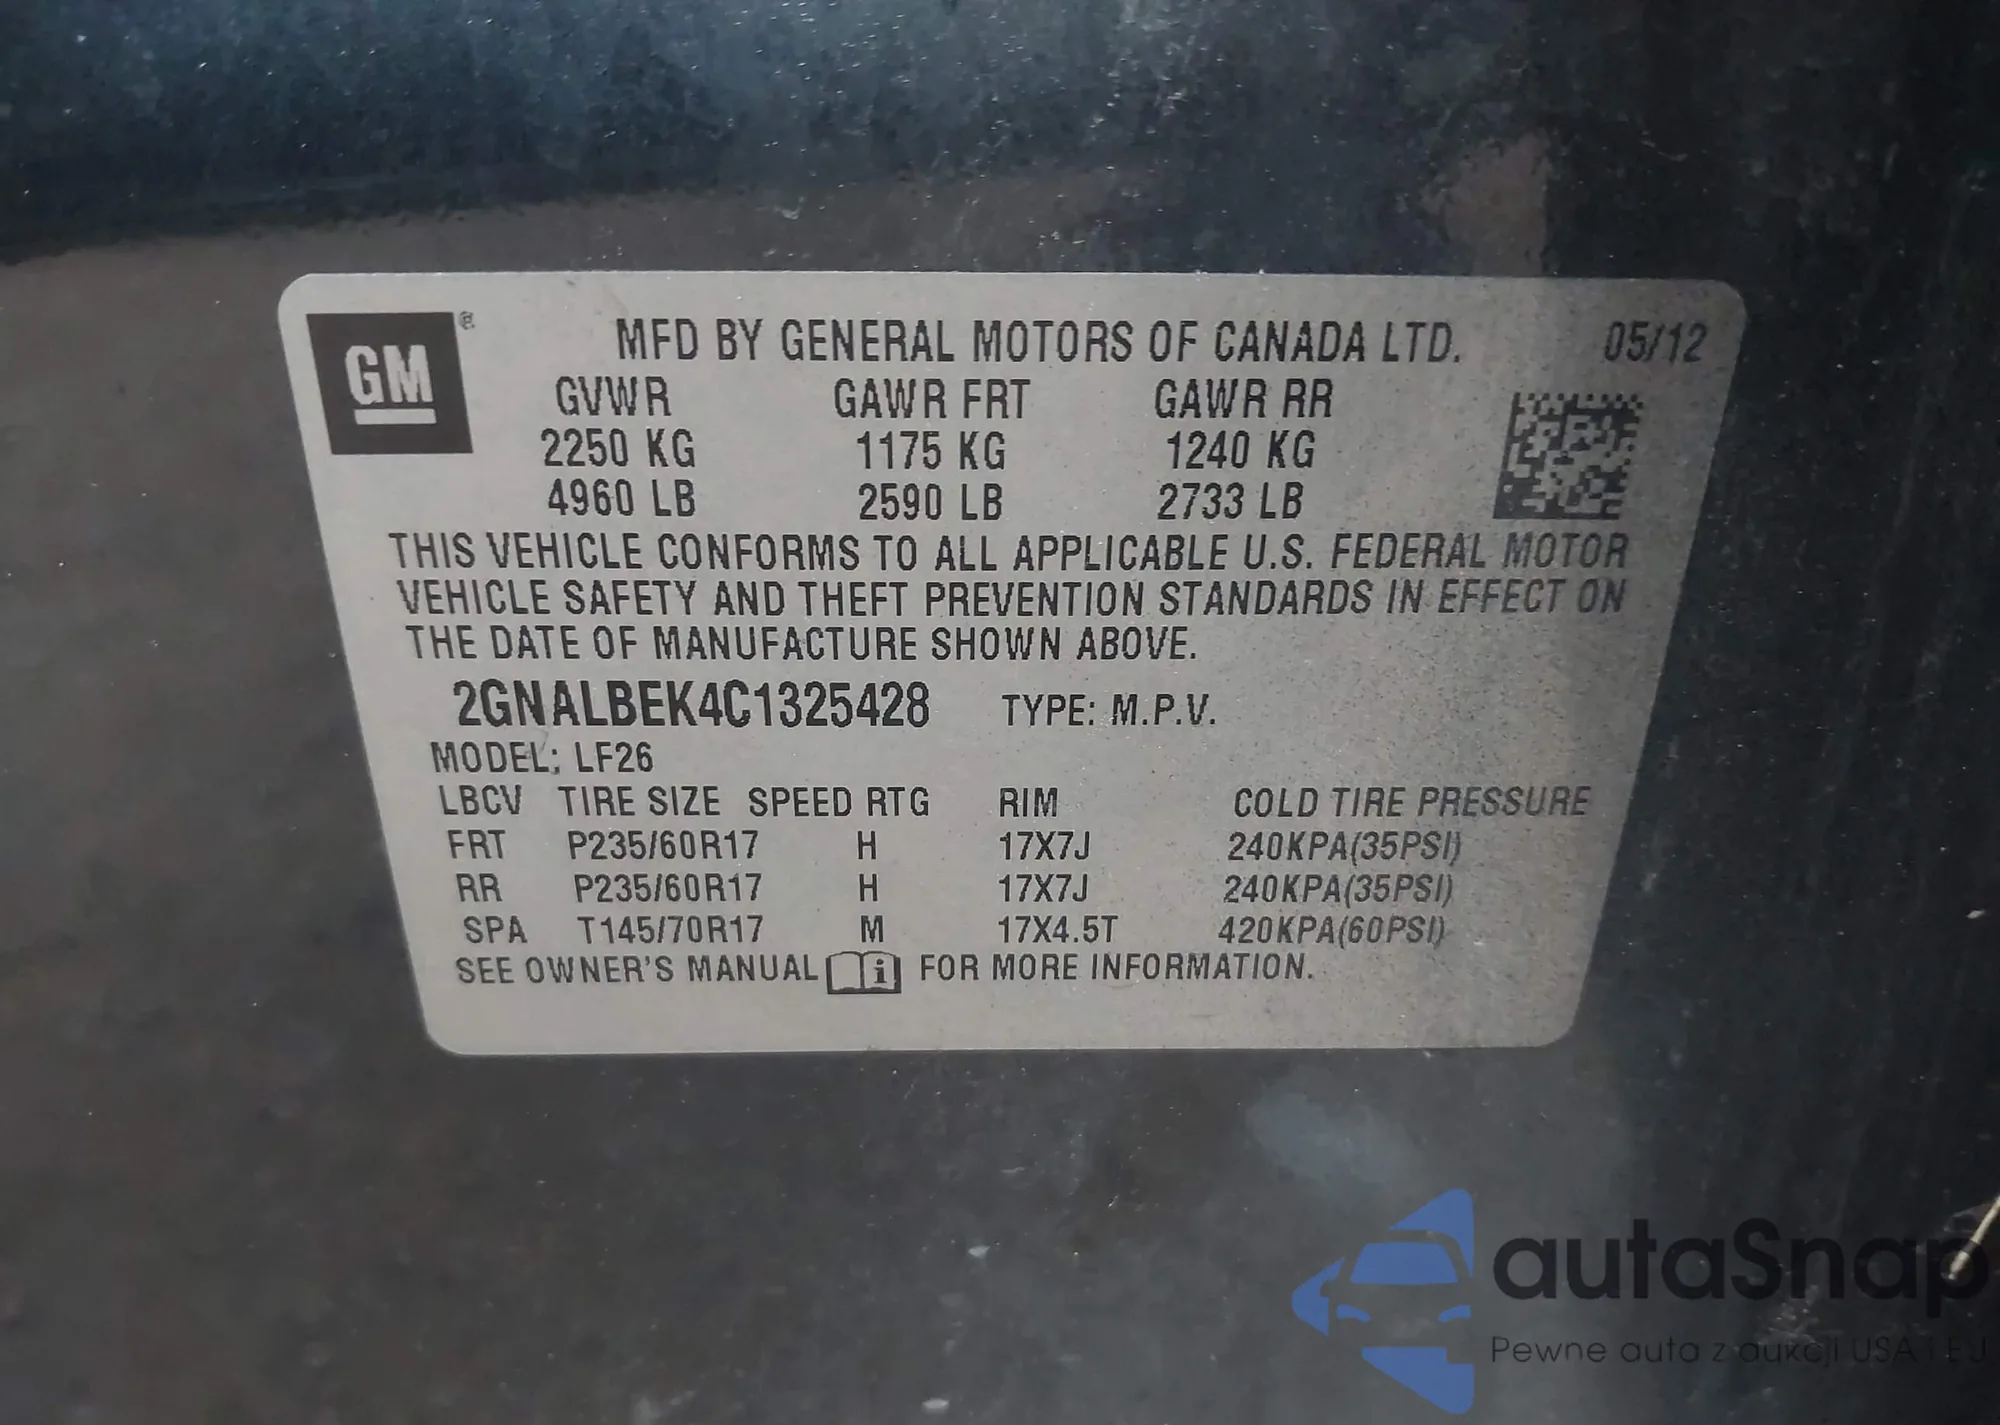 GM ®
MFD BY GENERAL MOTORS OF CANADA LTD. 05/12
GVWR GAWR FRT GAWR RR
2250 KG 1175 KG 1240 KG
4960 LB 2590 LB 2733 LB
THIS VEHICLE CONFORMS TO ALL APPLICABLE U.S. FEDERAL MOTOR
VEHICLE SAFETY AND THEFT PREVENTION STANDARDS IN EFFECT ON
THE DATE OF MANUFACTURE SHOWN ABOVE.
2GNALBEK4C1325428 TYPE: M.P.V.
MODEL: LF26
LBCV TIRE SIZE SPEED RTG RIM COLD TIRE PRESSURE
FRT P235/60R17 H 17X7J 240KPA(35PSI)
RR P235/60R17 H 17X7J 240KPA(35PSI)
SPA T145/70R17 M 17X4.5T 420KPA(60PSI)
SEE OWNER'S MANUAL i FOR MORE INFORMATION.
autaSnap
Pewne auta z aukcji USA i EU